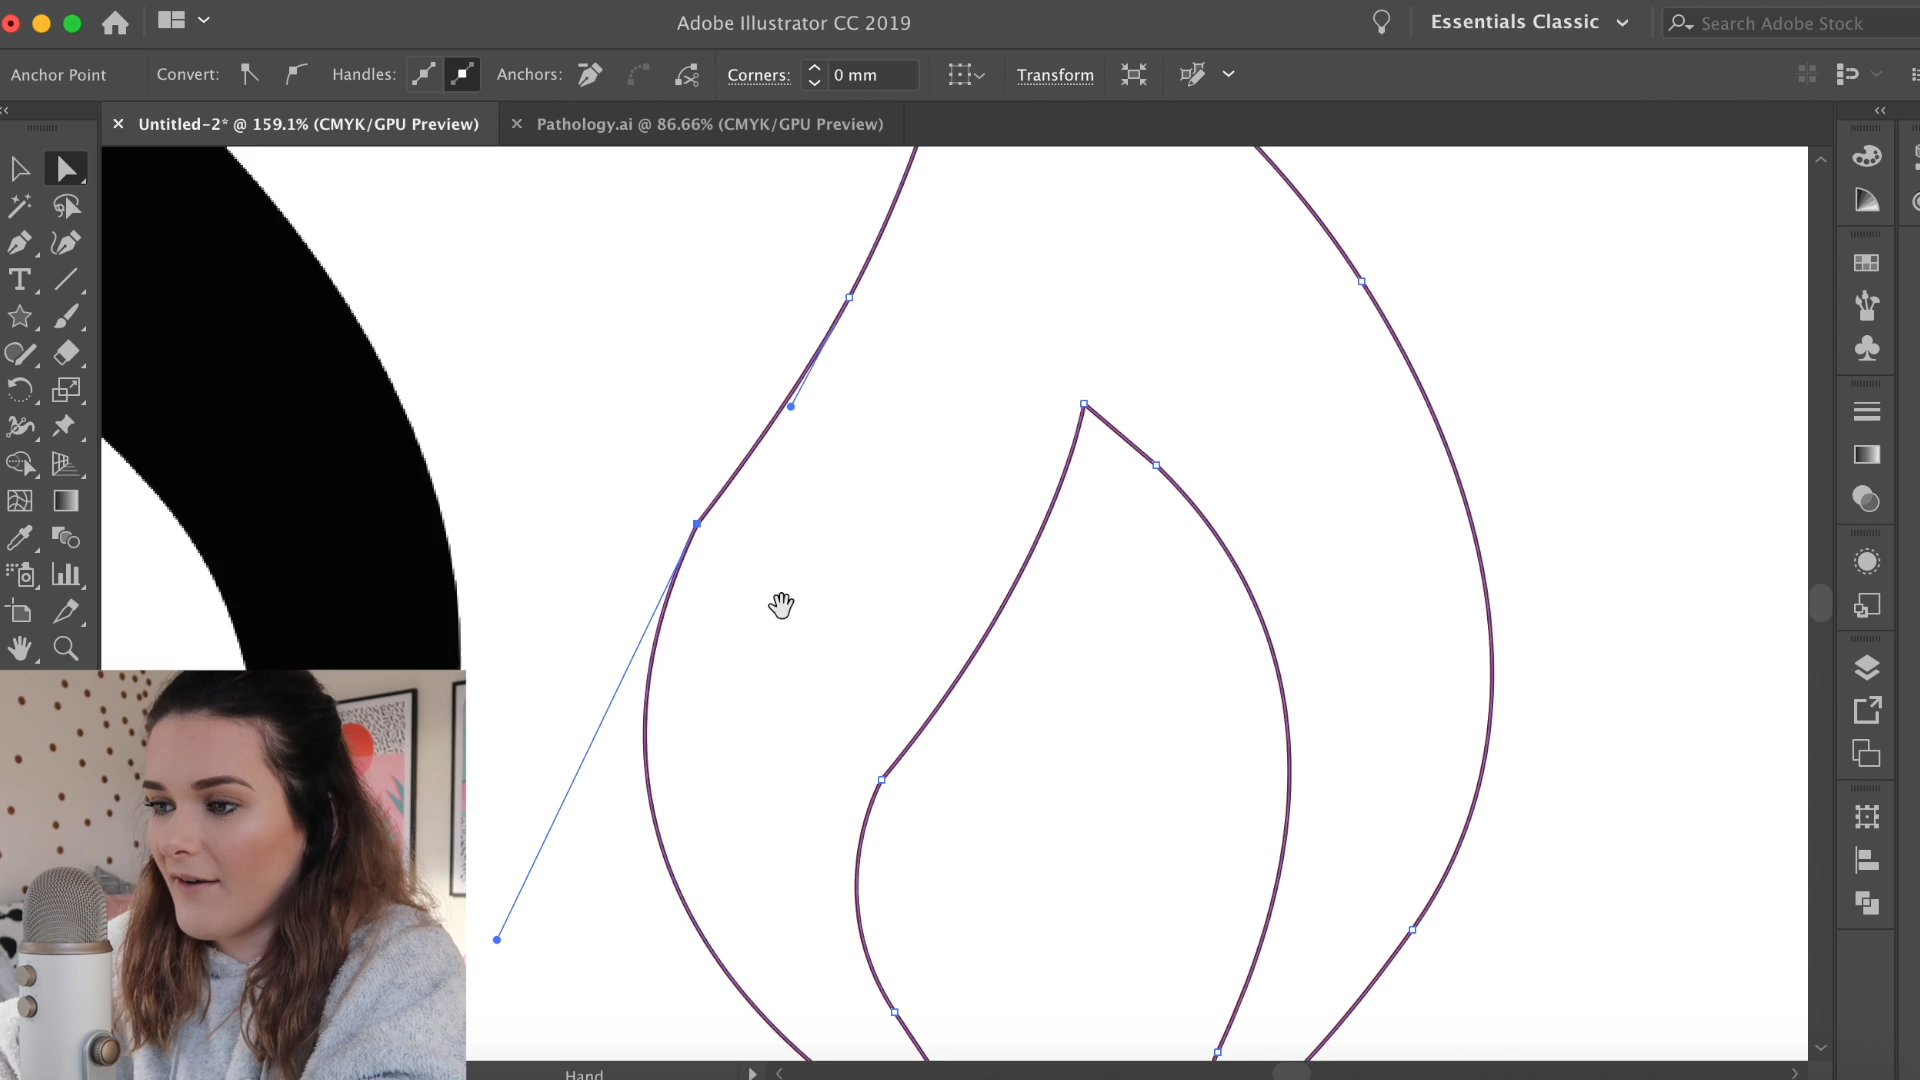 Adobe Illustrator CC 2019
Essentials Classic
Search Adobe Stock
Anchor Point
Convert:
Handles:
Anchors:
Corners:
0 mm
Transform
Untitled-2* @ 159.1% (CMYK/GPU Preview)
Pathology.ai @ 86.66% (CMYK/GPU Preview)
Hand